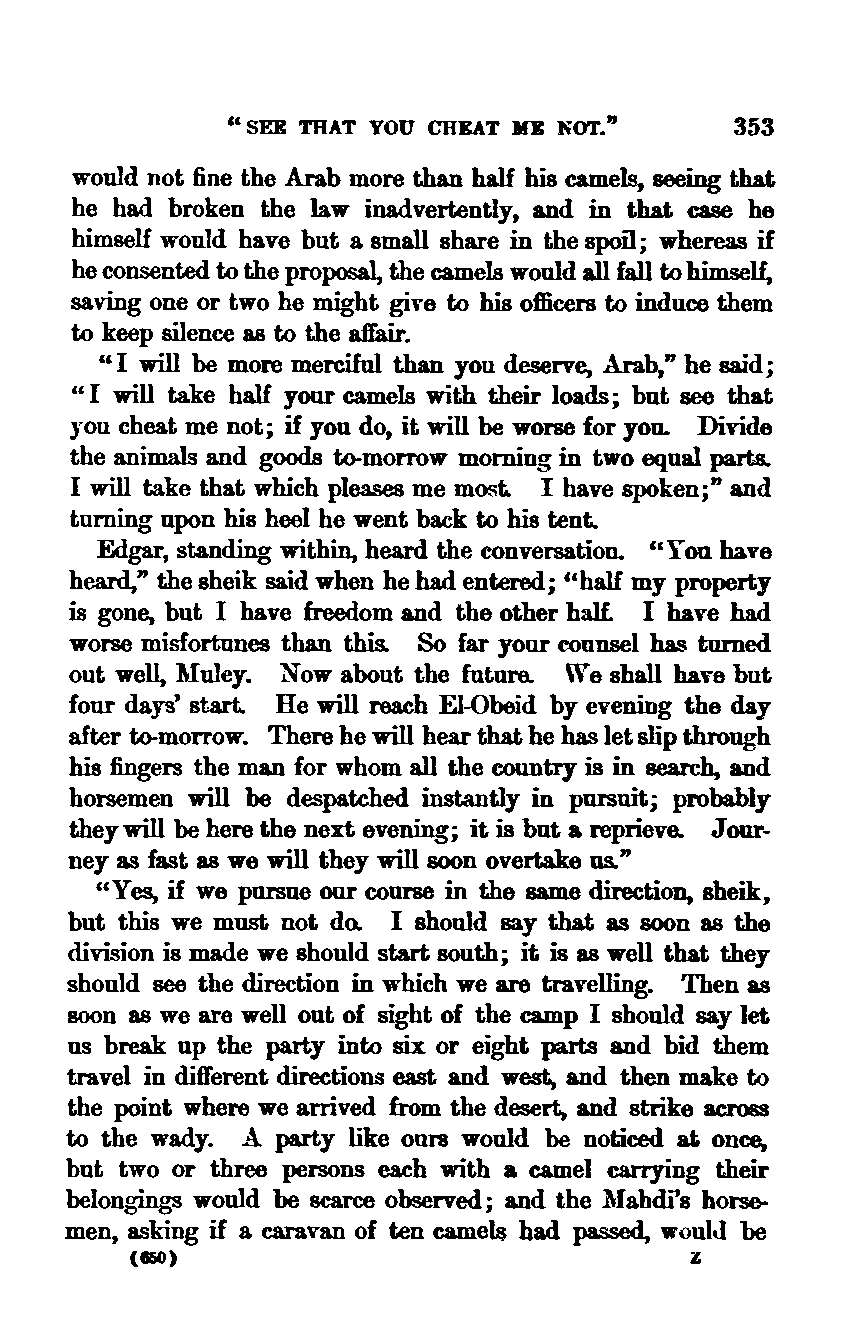 “SEE THAT YOU CHEAT ME NOT.” 353
would not fine the Arab more than half his camels, seeing that
he had broken the law inadvertently, and in that case he
himself would have but a small share in the spoil; whereas if
he consented to the proposal, the camels would all fall to himself,
saving one or two he might give to his officers to induce them
to keep silence as to the affair.
“I will be more merciful than you deserve, Arab,” he said;
“I will take half your camels with their loads; but see that
you cheat me not; if you do, it will be worse for you. Divide
the animals and goods to-morrow morning in two equal parts.
I will take that which pleases me most. I have spoken;” and
turning upon his heel he went back to his tent.
Edgar, standing within, heard the conversation. “You have
heard,” the sheik said when he had entered; “half my property
is gone, but I have freedom and the other half. I have had
worse misfortunes than this. So far your counsel has turned
out well, Muley. Now about the future. We shall have but
four days’ start. He will reach El-Obeid by evening the day
after to-morrow. There he will hear that he has let slip through
his fingers the man for whom all the country is in search, and
horsemen will be despatched instantly in pursuit; probably
they will be here the next evening; it is but a reprieve. Jour-
ney as fast as we will they will soon overtake us.”
“Yes, if we pursue our course in the same direction, sheik,
but this we must not do. I should say that as soon as the
division is made we should start south; it is as well that they
should see the direction in which we are travelling. Then as
soon as we are well out of sight of the camp I should say let
us break up the party into six or eight parts and bid them
travel in different directions east and west, and then make to
the point where we arrived from the desert, and strike across
to the wady. A party like ours would be noticed at once,
but two or three persons each with a camel carrying their
belongings would be scarce observed; and the Mahdi’s horse-
men, asking if a caravan of ten camels had passed, would be
(650) Z